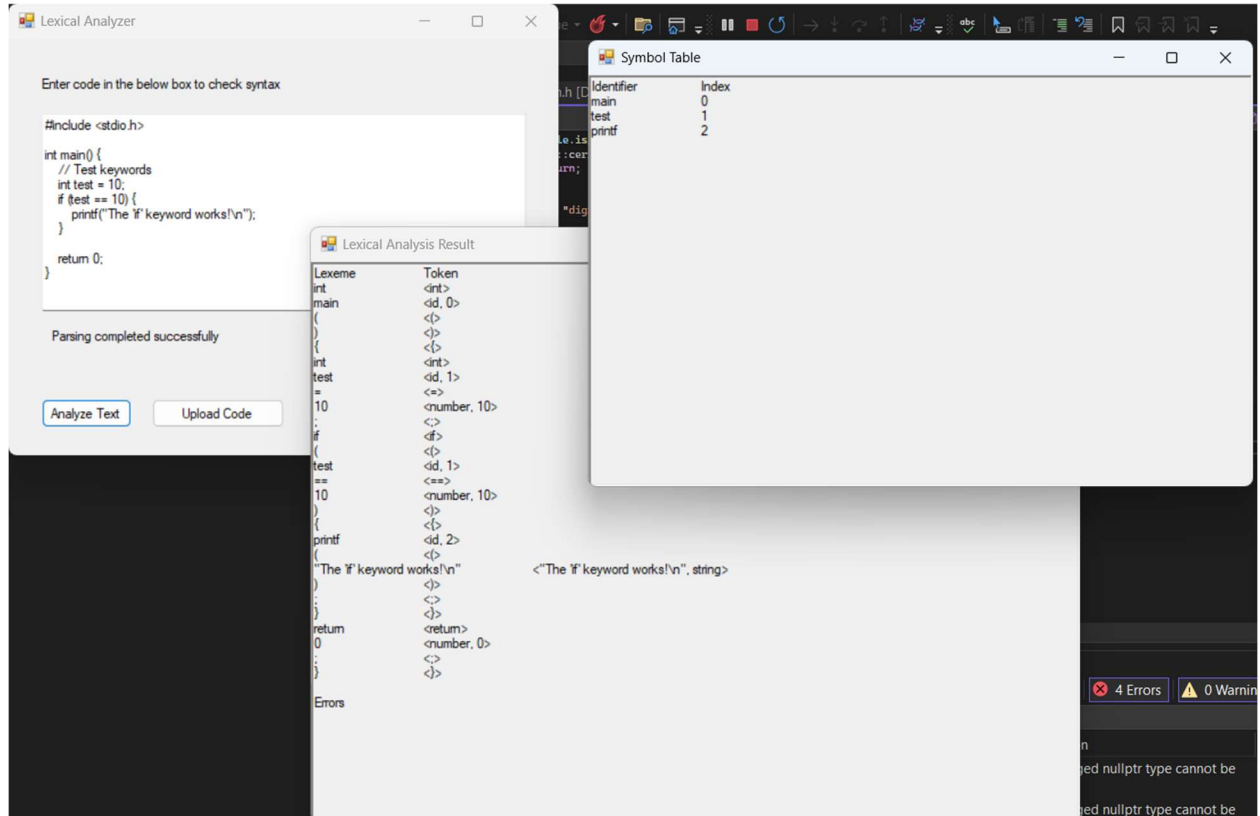 Lexical Analyzer
Enter code in the below box to check syntax
#include <stdio.h>
int main() {
// Test keywords
int test = 10;
if (test == 10) {
printf("The 'if' keyword works!\n");
}
return 0;
}
Parsing completed successfully
Analyze Text
Upload Code
Symbol Table
Identifier Index
main 0
test 1
printf 2
Lexical Analysis Result
Lexeme Token
int <int>
main <id, 0>
( <(>
) <)>
{ <{>
int <int>
test <id, 1>
= <=>
10 <number, 10>
; <;>
if <if>
( <(>
test <id, 1>
== <==>
10 <number, 10>
) <)>
{ <{>
printf <id, 2>
( <(>
"The 'if' keyword works!\n" <"The 'if' keyword works!\n", string>
) <)>
; <;>
} <}>
return <return>
0 <number, 0>
; <;>
} <}>
Errors
.h [D
le.is
::cer
urn;
"dig
4 Errors
0 Warnin
n
ged nullptr type cannot be
ged nullptr type cannot be